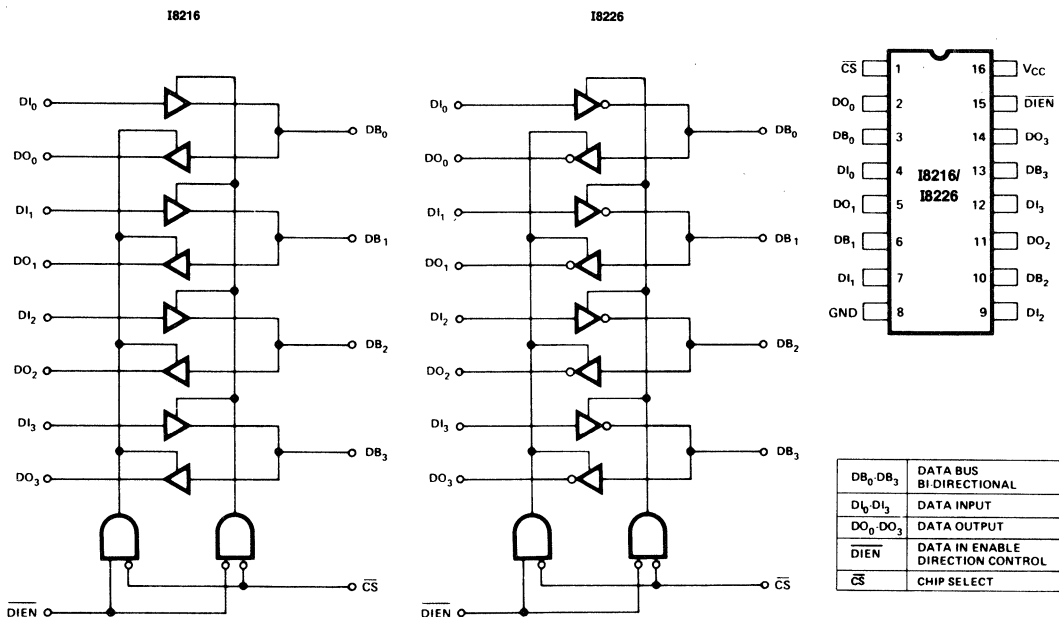 I8216
DI0
DB0
DO0
DI1
DB1
DO1
DI2
DB2
DO2
DI3
DB3
DO3
CS
DIEN
I8226
DI0
DB0
DO0
DI1
DB1
DO1
DI2
DB2
DO2
DI3
DB3
DO3
CS
DIEN
CS 1 16 VCC
DO0 2 15 DIEN
DB0 3 14 DO3
DI0 4 13 DB3
I8216/
I8226
DO1 5 12 DI3
DB1 6 11 DO2
DI1 7 10 DB2
GND 8 9 DI2
DB0-DB3 DATA BUS
BI-DIRECTIONAL
DI0-DI3 DATA INPUT
DO0-DO3 DATA OUTPUT
DIEN DATA IN ENABLE
DIRECTION CONTROL
CS CHIP SELECT